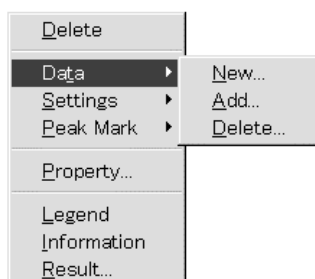 Delete
Data
Settings
Peak Mark
Property...
Legend
Information
Result...
New...
Add...
Delete...